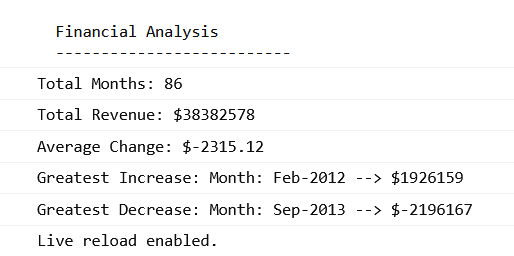 Financial Analysis
--------------------------
Total Months: 86
Total Revenue: $38382578
Average Change: $-2315.12
Greatest Increase: Month: Feb-2012 --> $1926159
Greatest Decrease: Month: Sep-2013 --> $-2196167
Live reload enabled.